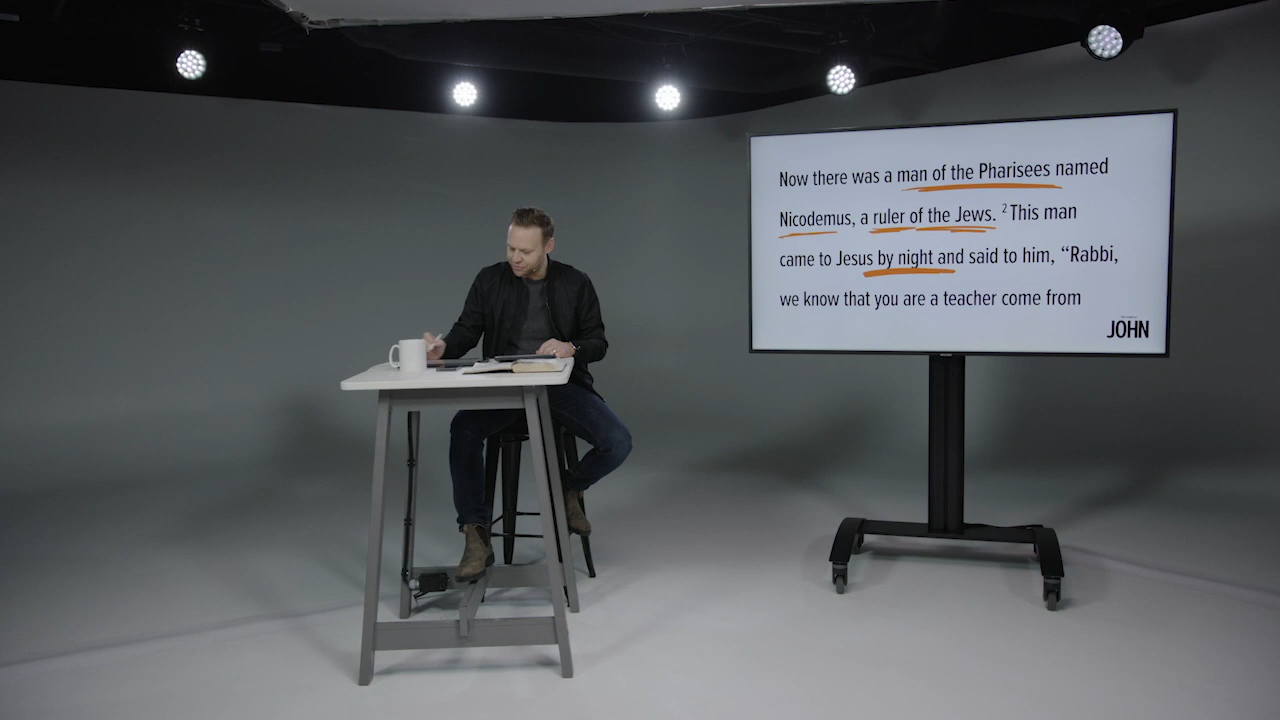 Now there was a man of the Pharisees named
Nicodemus, a ruler of the Jews. 2 This man
came to Jesus by night and said to him, “Rabbi,
we know that you are a teacher come from
JOHN